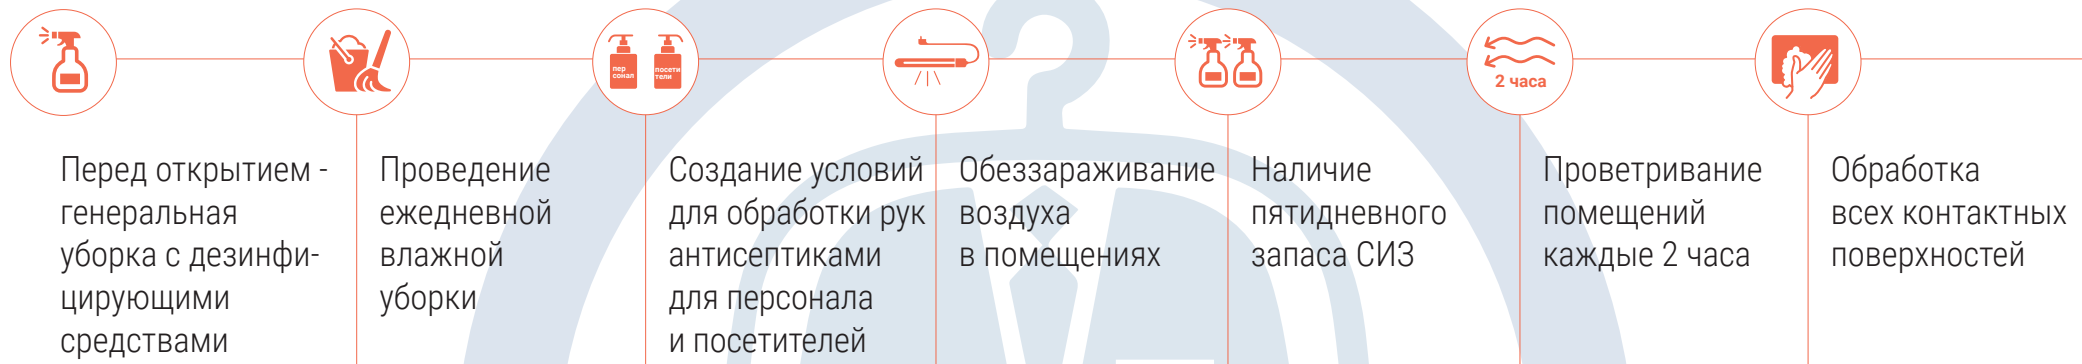 пер
сонал
посети
тели
2 часа
Перед открытием -
генеральная
уборка с дезинфи-
цирующими
средствами
Проведение
ежедневной
влажной
уборки
Создание условий
для обработки рук
антисептиками
для персонала
и посетителей
Обеззараживание
воздуха
в помещениях
Наличие
пятидневного
запаса СИЗ
Проветривание
помещений
каждые 2 часа
Обработка
всех контактных
поверхностей